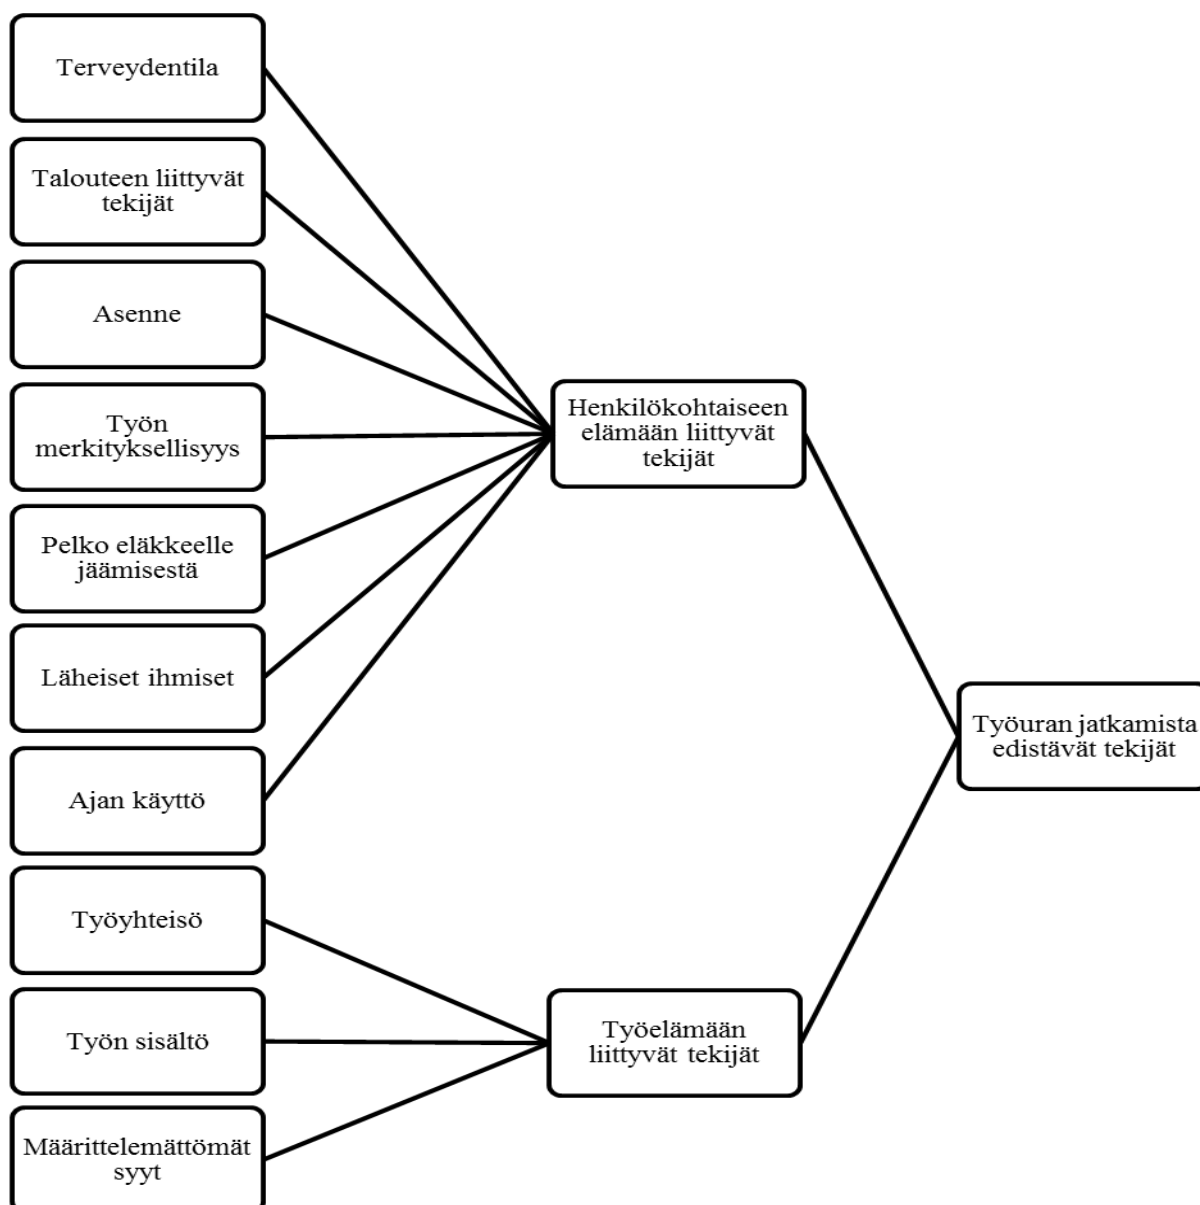 Terveydentila
Talouteen liittyvät
tekijät
Asenne
Työn
merkityksellisyys
Pelko eläkkeelle
jäämisestä
Läheiset ihmiset
Ajan käyttö
Työyhteisö
Työn sisältö
Määrittelemättömät
syyt
Henkilökohtaiseen
elämään liittyvät
tekijät
Työelämään
liittyvät tekijät
Työuran jatkamista
edistävät tekijät